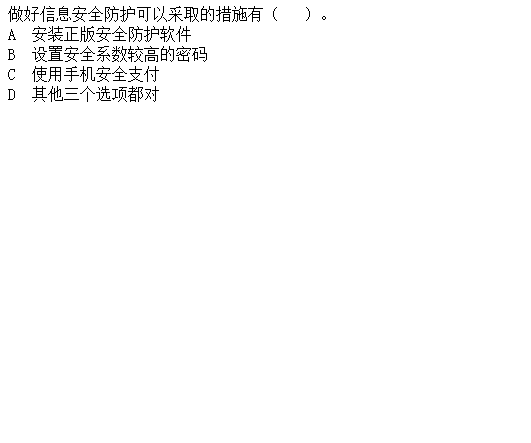 做好信息安全防护可以采取的措施有（   ）。
A  安装正版安全防护软件
B  设置安全系数较高的密码
C  使用手机安全支付
D  其他三个选项都对